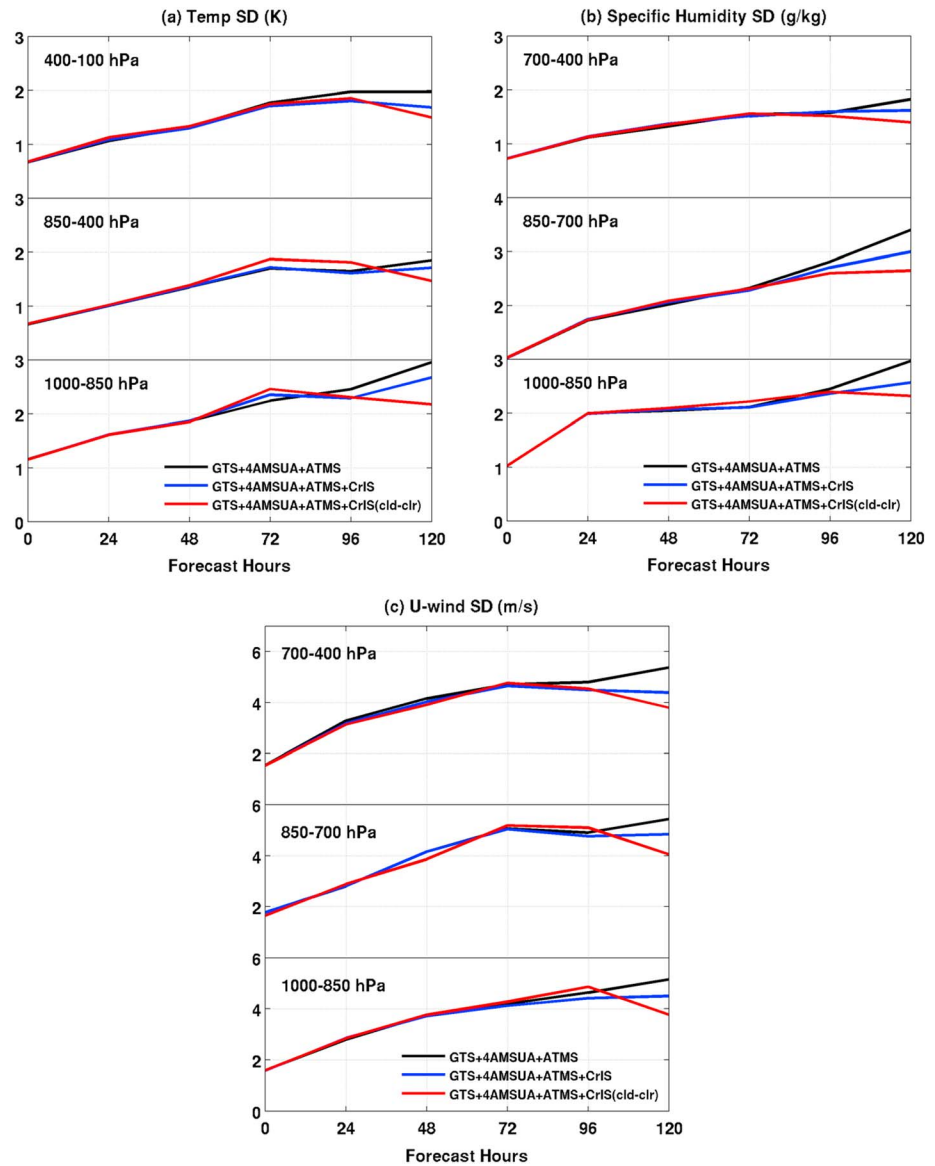 (a) Temp SD (K)
3
400-100 hPa
2
1
3
850-400 hPa
2
1
3
1000-850 hPa
2
1
0
GTS+4AMSUA+ATMS
GTS+4AMSUA+ATMS+CrIS
GTS+4AMSUA+ATMS+CrIS(cld-clr)
0 24 48 72 96 120
Forecast Hours
(b) Specific Humidity SD (g/kg)
3
700-400 hPa
2
1
4
850-700 hPa
3
2
3
1000-850 hPa
2
1
0
GTS+4AMSUA+ATMS
GTS+4AMSUA+ATMS+CrIS
GTS+4AMSUA+ATMS+CrIS(cld-clr)
0 24 48 72 96 120
Forecast Hours
(c) U-wind SD (m/s)
6
700-400 hPa
4
2
6
850-700 hPa
4
2
6
1000-850 hPa
4
2
0
GTS+4AMSUA+ATMS
GTS+4AMSUA+ATMS+CrIS
GTS+4AMSUA+ATMS+CrIS(cld-clr)
0 24 48 72 96 120
Forecast Hours